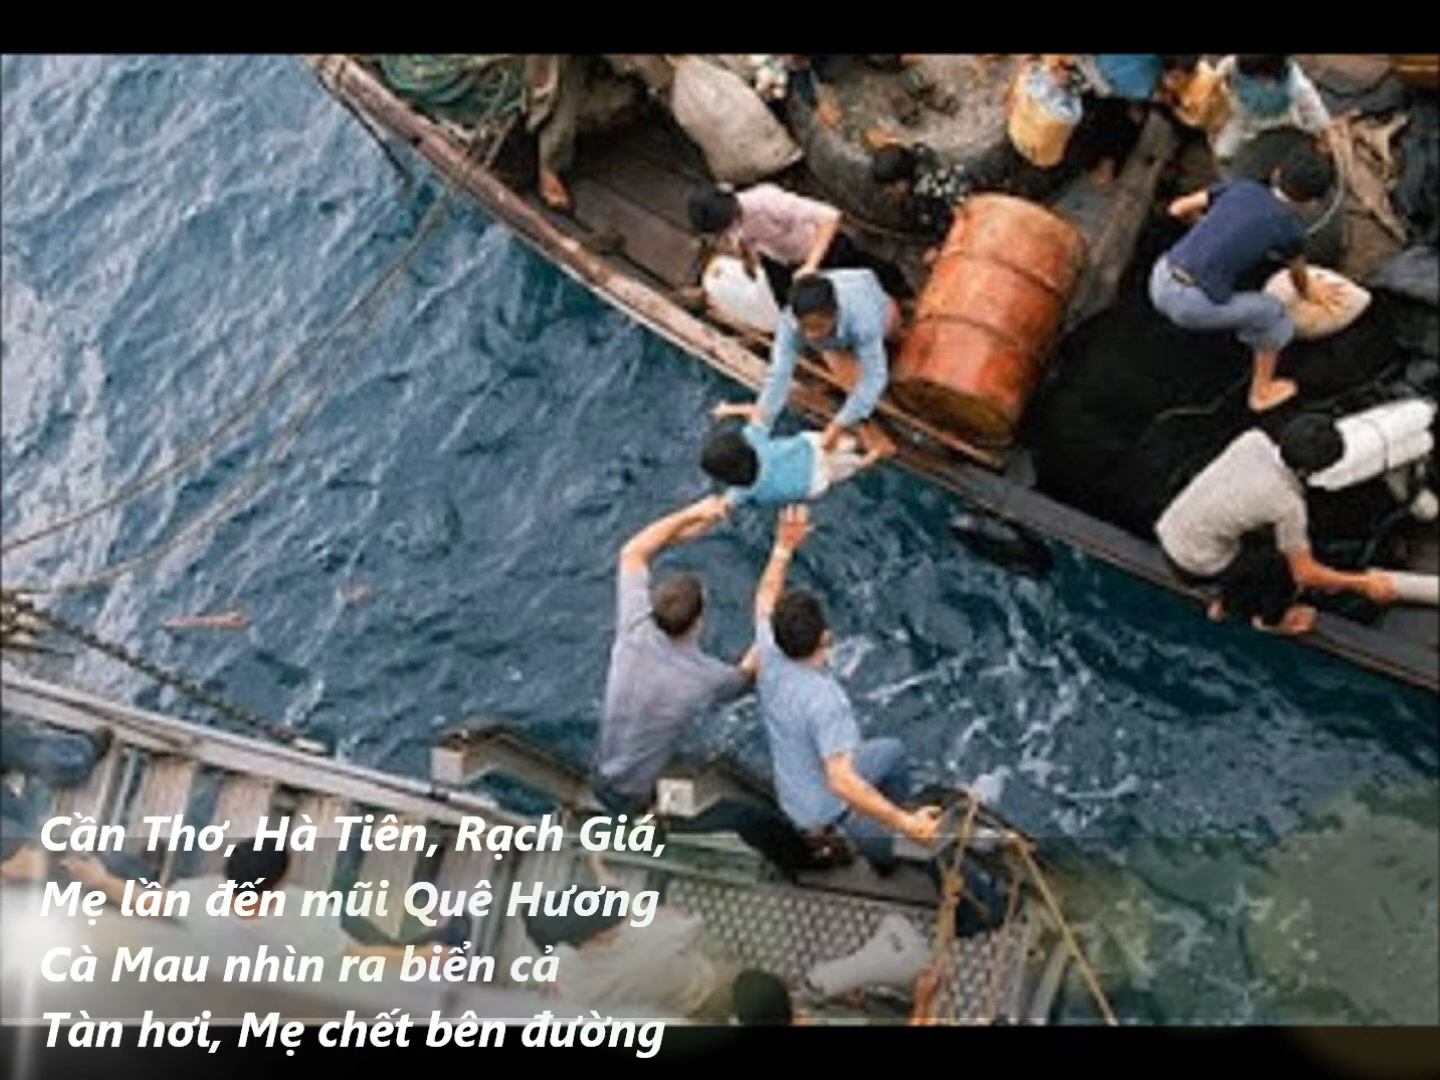 Cần Thơ, Hà Tiên, Rạch Giá,
Mẹ lần đến mũi Quê Hương
Cà Mau nhìn ra biển cả
Tàn hơi, Mẹ chết bên đường